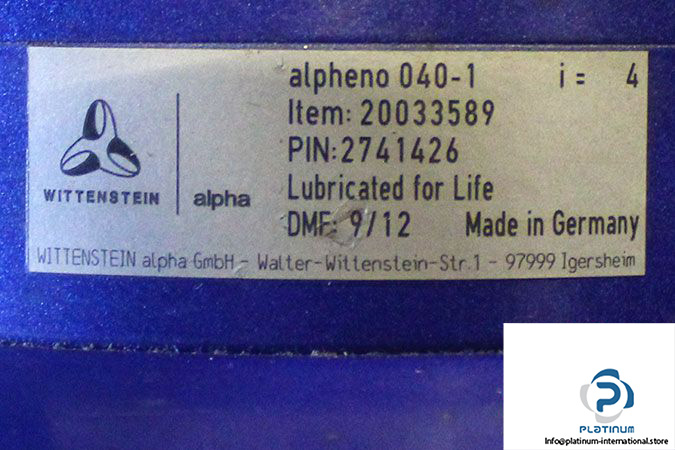 alpheno 040-1 i = 4
Item: 20033589
PIN:2741426
Lubricated for Life
DMF: 9/12 Made in Germany
WITTENSTEIN alpha
WITTENSTEIN alpha GmbH - Walter-Wittenstein-Str.1 - 97999 Igersheim
PLATINUM
Info@platinum-international.store